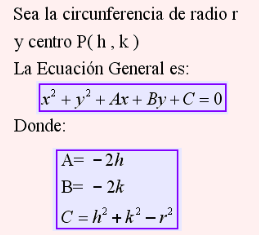 Sea la circunferencia de radio r
y centro P( h , k )
La Ecuación General es:
x² + y² + Ax + By + C = 0
Donde:
A= −2h
B= − 2k
C = h² + k² − r²